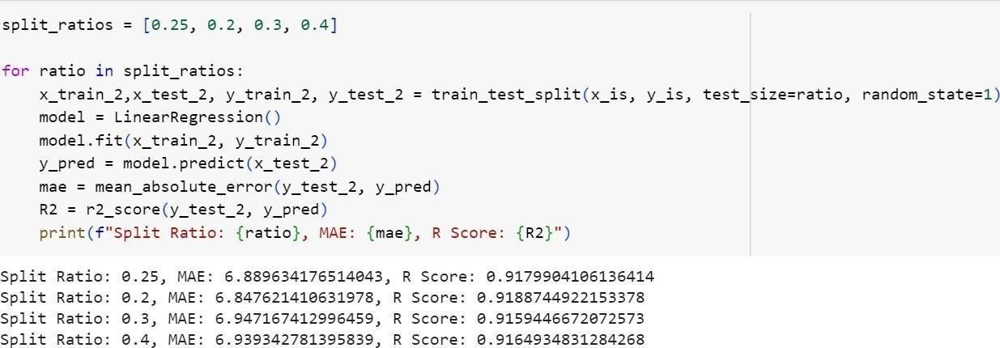 split_ratios = [0.25, 0.2, 0.3, 0.4]
for ratio in split_ratios:
    x_train_2,x_test_2, y_train_2, y_test_2 = train_test_split(x_is, y_is, test_size=ratio, random_state=1)
    model = LinearRegression()
    model.fit(x_train_2, y_train_2)
    y_pred = model.predict(x_test_2)
    mae = mean_absolute_error(y_test_2, y_pred)
    R2 = r2_score(y_test_2, y_pred)
    print(f"Split Ratio: {ratio}, MAE: {mae}, R Score: {R2}")
Split Ratio: 0.25, MAE: 6.889634176514043, R Score: 0.9179904106136414
Split Ratio: 0.2, MAE: 6.847621410631978, R Score: 0.9188744922153378
Split Ratio: 0.3, MAE: 6.947167412996459, R Score: 0.9159446672072573
Split Ratio: 0.4, MAE: 6.939342781395839, R Score: 0.9164934831284268